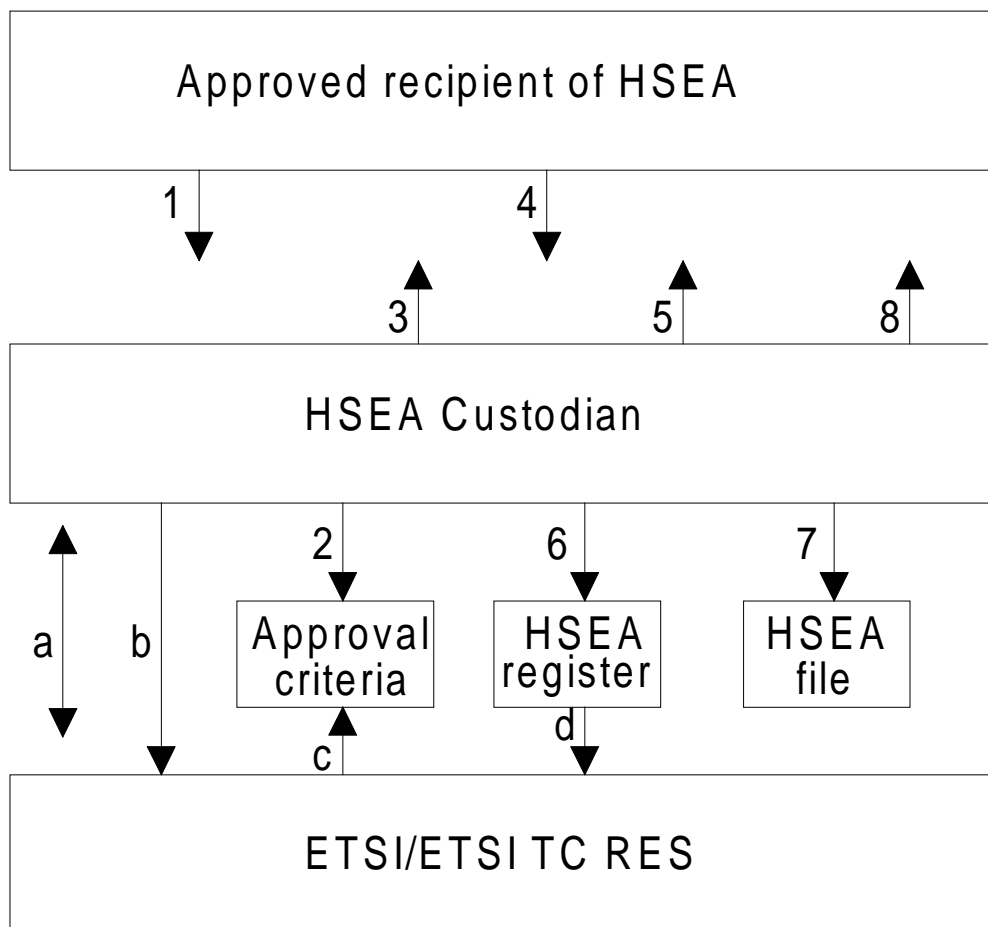 Approved recipient of HSEA
1
4
3
5
8
HSEA Custodian
a
b
2
6
7
Approval
criteria
HSEA
register
HSEA
file
c
d
ETSI/ETSI TC RES